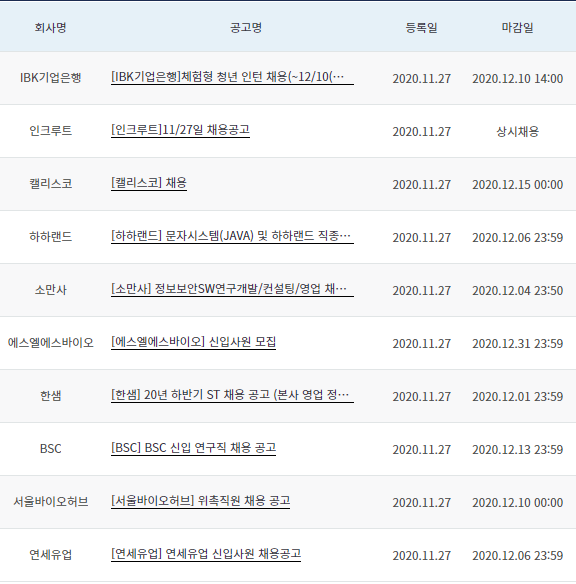 회사명 공고명 등록일 마감일
IBK기업은행 [IBK기업은행]체험형 청년 인턴 채용(~12/10(… 2020.11.27 2020.12.10 14:00
인크루트 [인크루트]11/27일 채용공고 2020.11.27 상시채용
캘리스코 [캘리스코] 채용 2020.11.27 2020.12.15 00:00
하하랜드 [하하랜드] 문자시스템(JAVA) 및 하하랜드 직종… 2020.11.27 2020.12.06 23:59
소만사 [소만사] 정보보안SW연구개발/컨설팅/영업 채… 2020.11.27 2020.12.04 23:50
에스엘에스바이오 [에스엘에스바이오] 신입사원 모집 2020.11.27 2020.12.31 23:59
한샘 [한샘] 20년 하반기 ST 채용 공고 (본사 영업 정… 2020.11.27 2020.12.01 23:59
BSC [BSC] BSC 신입 연구직 채용 공고 2020.11.27 2020.12.13 23:59
서울바이오허브 [서울바이오허브] 위촉직원 채용 공고 2020.11.27 2020.12.10 00:00
연세유업 [연세유업] 연세유업 신입사원 채용공고 2020.11.27 2020.12.06 23:59